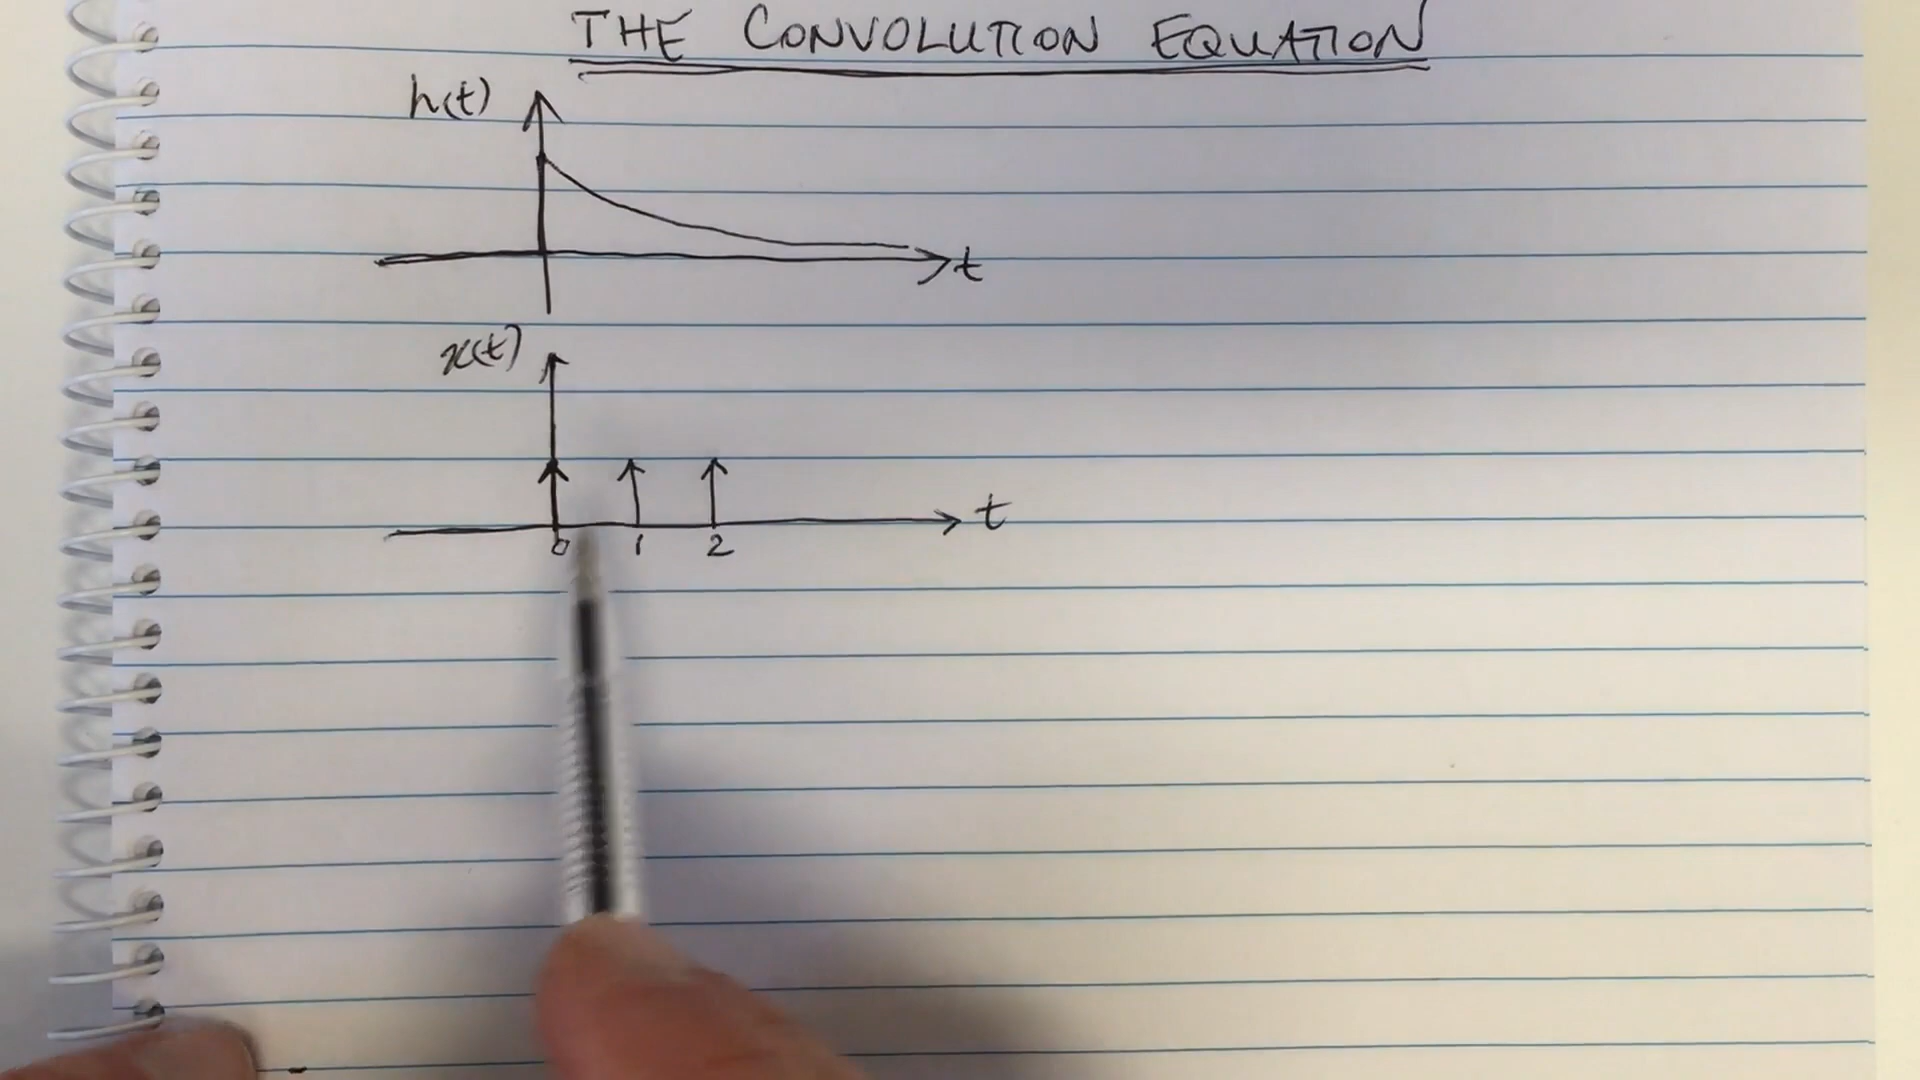 THE CONVOLUTION EQUATION
h(t)
t
x(t)
t
0 1 2